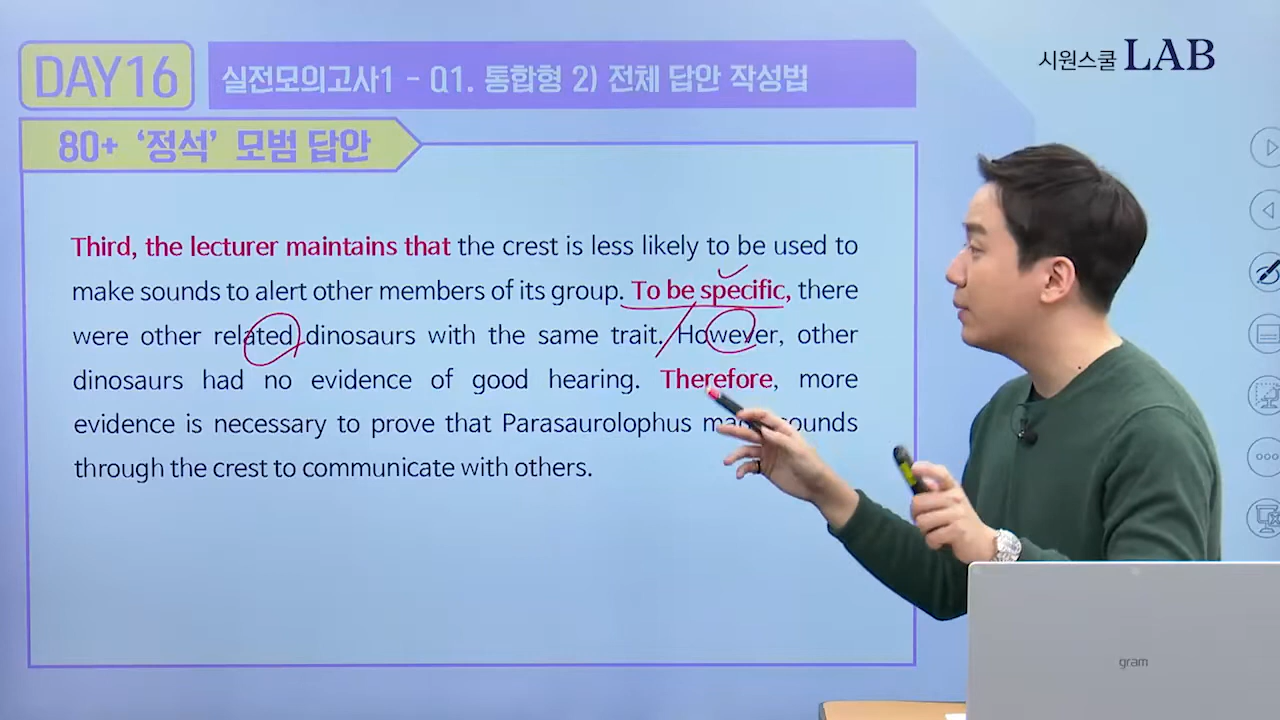 시원스쿨 LAB
DAY16
실전모의고사1 - Q1. 통합형 2) 전체 답안 작성법
80+ ‘정석’ 모범 답안
Third, the lecturer maintains that the crest is less likely to be used to
make sounds to alert other members of its group. To be specific, there
were other related dinosaurs with the same trait. However, other
dinosaurs had no evidence of good hearing. Therefore, more
evidence is necessary to prove that Parasaurolophus sounds
through the crest to communicate with others.
gram